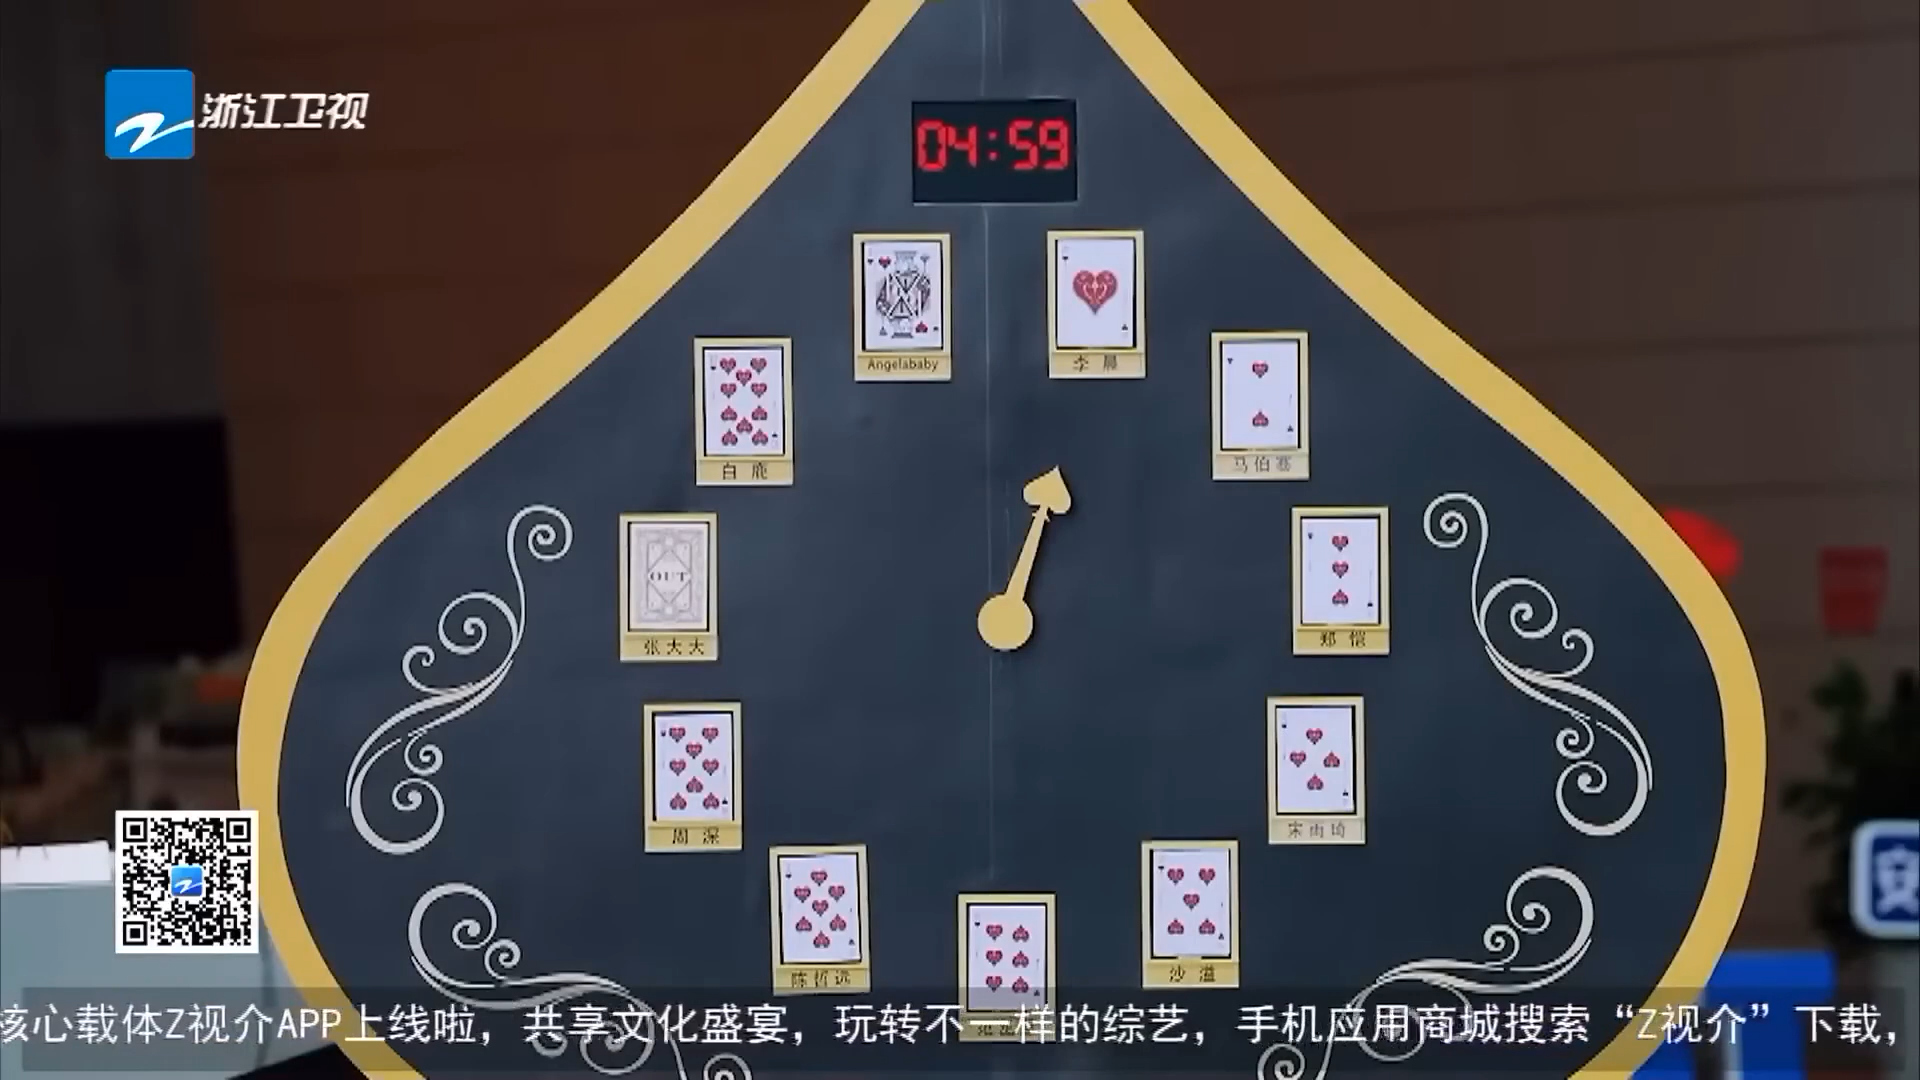 浙江卫视
04:59
Angelababy
李晨
白鹿
马伯骞
OUT
张大大
郑恺
周深
宋雨琦
陈哲远
沙溢
安
核心载体Z视介APP上线啦，共享文化盛宴，玩转不一样的综艺，手机应用商城搜索“Z视介”下载，